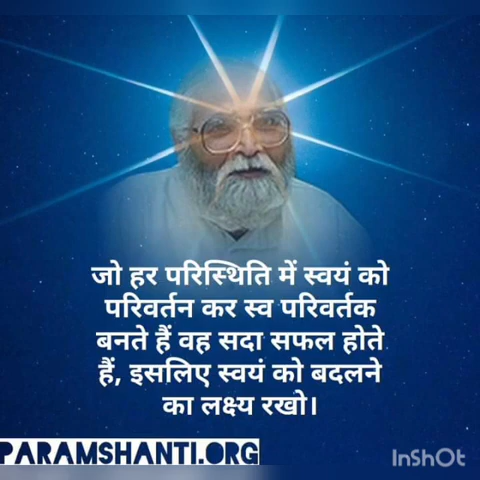 जो हर परिस्थिति में स्वयं को
परिवर्तन कर स्व परिवर्तक
बनते हैं वह सदा सफल होते
हैं, इसलिए स्वयं को बदलने
का लक्ष्य रखो।
PARAMSHANTI.ORG
InShOt